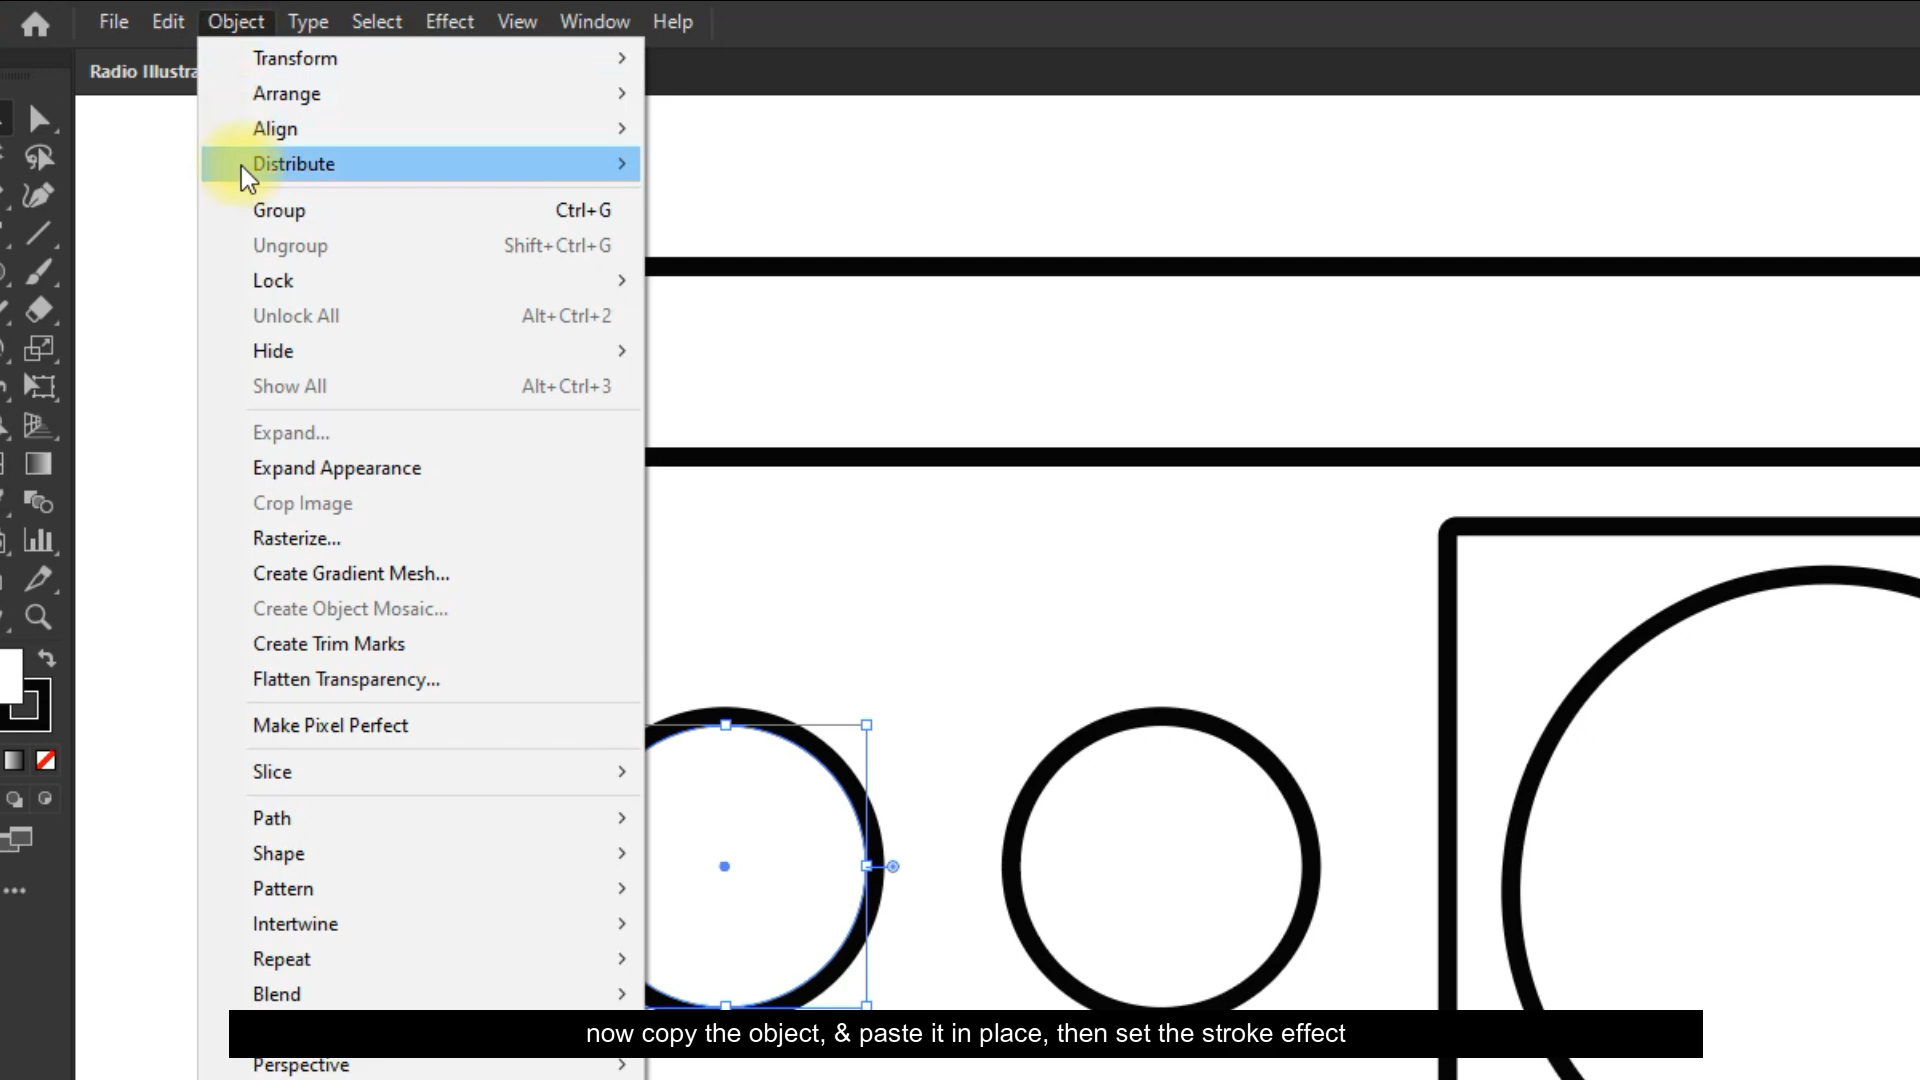 File Edit Object Type Select Effect View Window Help
Radio Illustra
Transform
Arrange
Align
Distribute
Group Ctrl+G
Ungroup Shift+Ctrl+G
Lock
Unlock All Alt+Ctrl+2
Hide
Show All Alt+Ctrl+3
Expand...
Expand Appearance
Crop Image
Rasterize...
Create Gradient Mesh...
Create Object Mosaic...
Create Trim Marks
Flatten Transparency...
Make Pixel Perfect
Slice
Path
Shape
Pattern
Intertwine
Repeat
Blend
now copy the object, & paste it in place, then set the stroke effect
Perspective